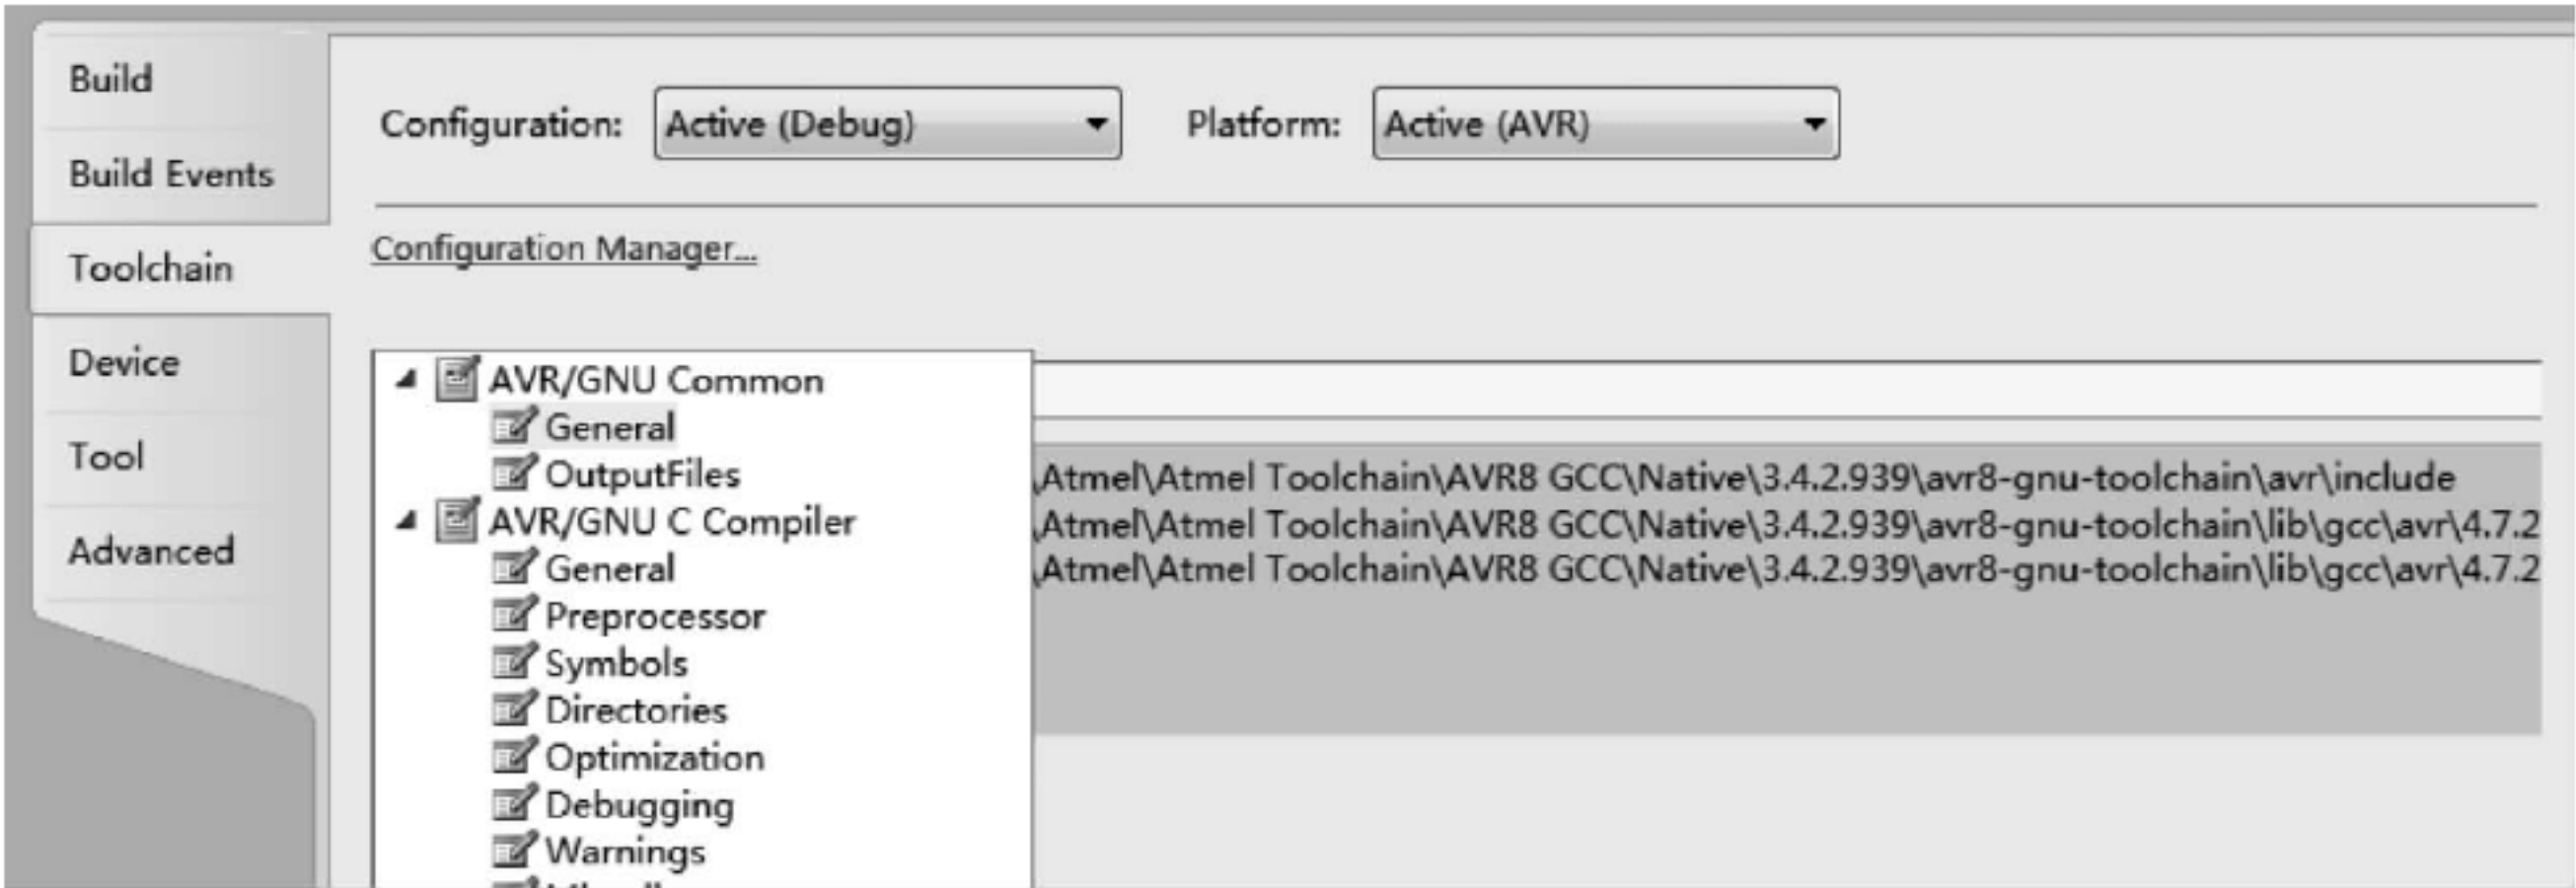 Build
Build Events
Toolchain
Device
Tool
Advanced
Configuration: Active (Debug) Platform: Active (AVR)
Configuration Manager...
AVR/GNU Common
General
OutputFiles
AVR/GNU C Compiler
General
Preprocessor
Symbols
Directories
Optimization
Debugging
Warnings
\Atmel\Atmel Toolchain\AVR8 GCC\Native\3.4.2.939\avr8-gnu-toolchain\avr\include
\Atmel\Atmel Toolchain\AVR8 GCC\Native\3.4.2.939\avr8-gnu-toolchain\lib\gcc\avr\4.7.2
\Atmel\Atmel Toolchain\AVR8 GCC\Native\3.4.2.939\avr8-gnu-toolchain\lib\gcc\avr\4.7.2